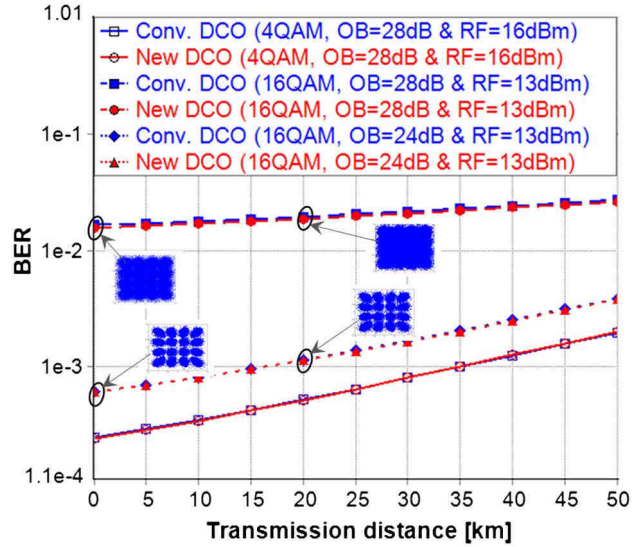 1.01
Conv. DCO (4QAM, OB=28dB & RF=16dBm)
New DCO (4QAM, OB=28dB & RF=16dBm)
Conv. DCO (16QAM, OB=28dB & RF=13dBm)
New DCO (16QAM, OB=28dB & RF=13dBm)
Conv. DCO (16QAM, OB=24dB & RF=13dBm)
New DCO (16QAM, OB=24dB & RF=13dBm)
1e-1
1e-2
1e-3
1.1e-4
BER
0 5 10 15 20 25 30 35 40 45 50
Transmission distance [km]